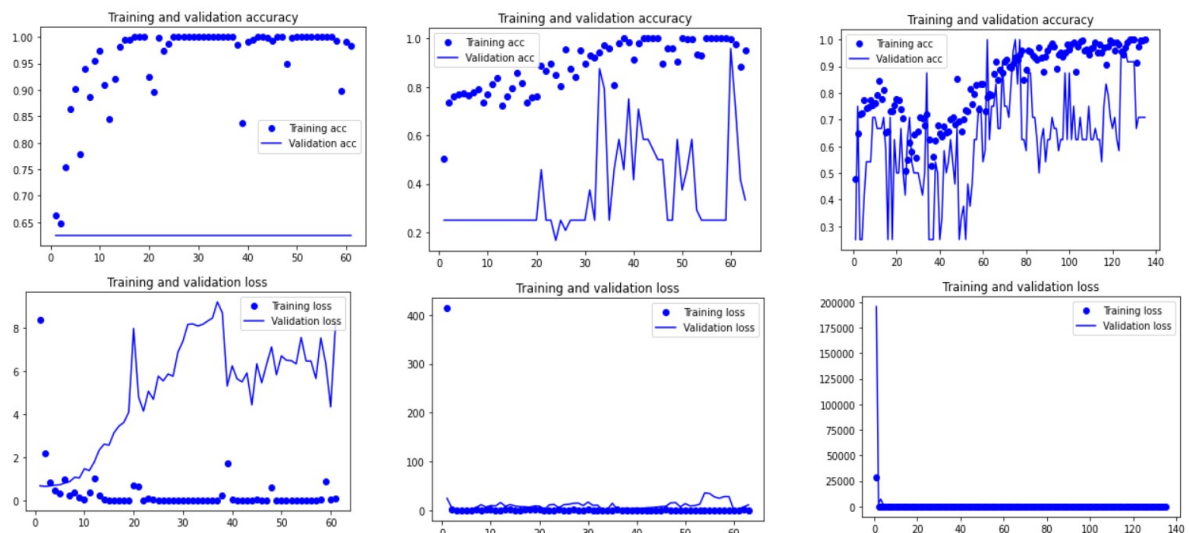 Training and validation accuracy
1.00
0.95
0.90
0.85
0.80
0.75
0.70
0.65
Training acc
Validation acc
0 10 20 30 40 50 60
Training and validation accuracy
1.0
0.8
0.6
0.4
0.2
Training acc
Validation acc
0 10 20 30 40 50 60
Training and validation accuracy
1.0
0.9
0.8
0.7
0.6
0.5
0.4
0.3
Training acc
Validation acc
0 20 40 60 80 100 120 140
Training and validation loss
8
6
4
2
0
Training loss
Validation loss
0 10 20 30 40 50 60
Training and validation loss
400
300
200
100
0
Training loss
Validation loss
0 10 20 30 40 50 60
Training and validation loss
200000
175000
150000
125000
100000
75000
50000
25000
0
Training loss
Validation loss
0 20 40 60 80 100 120 140